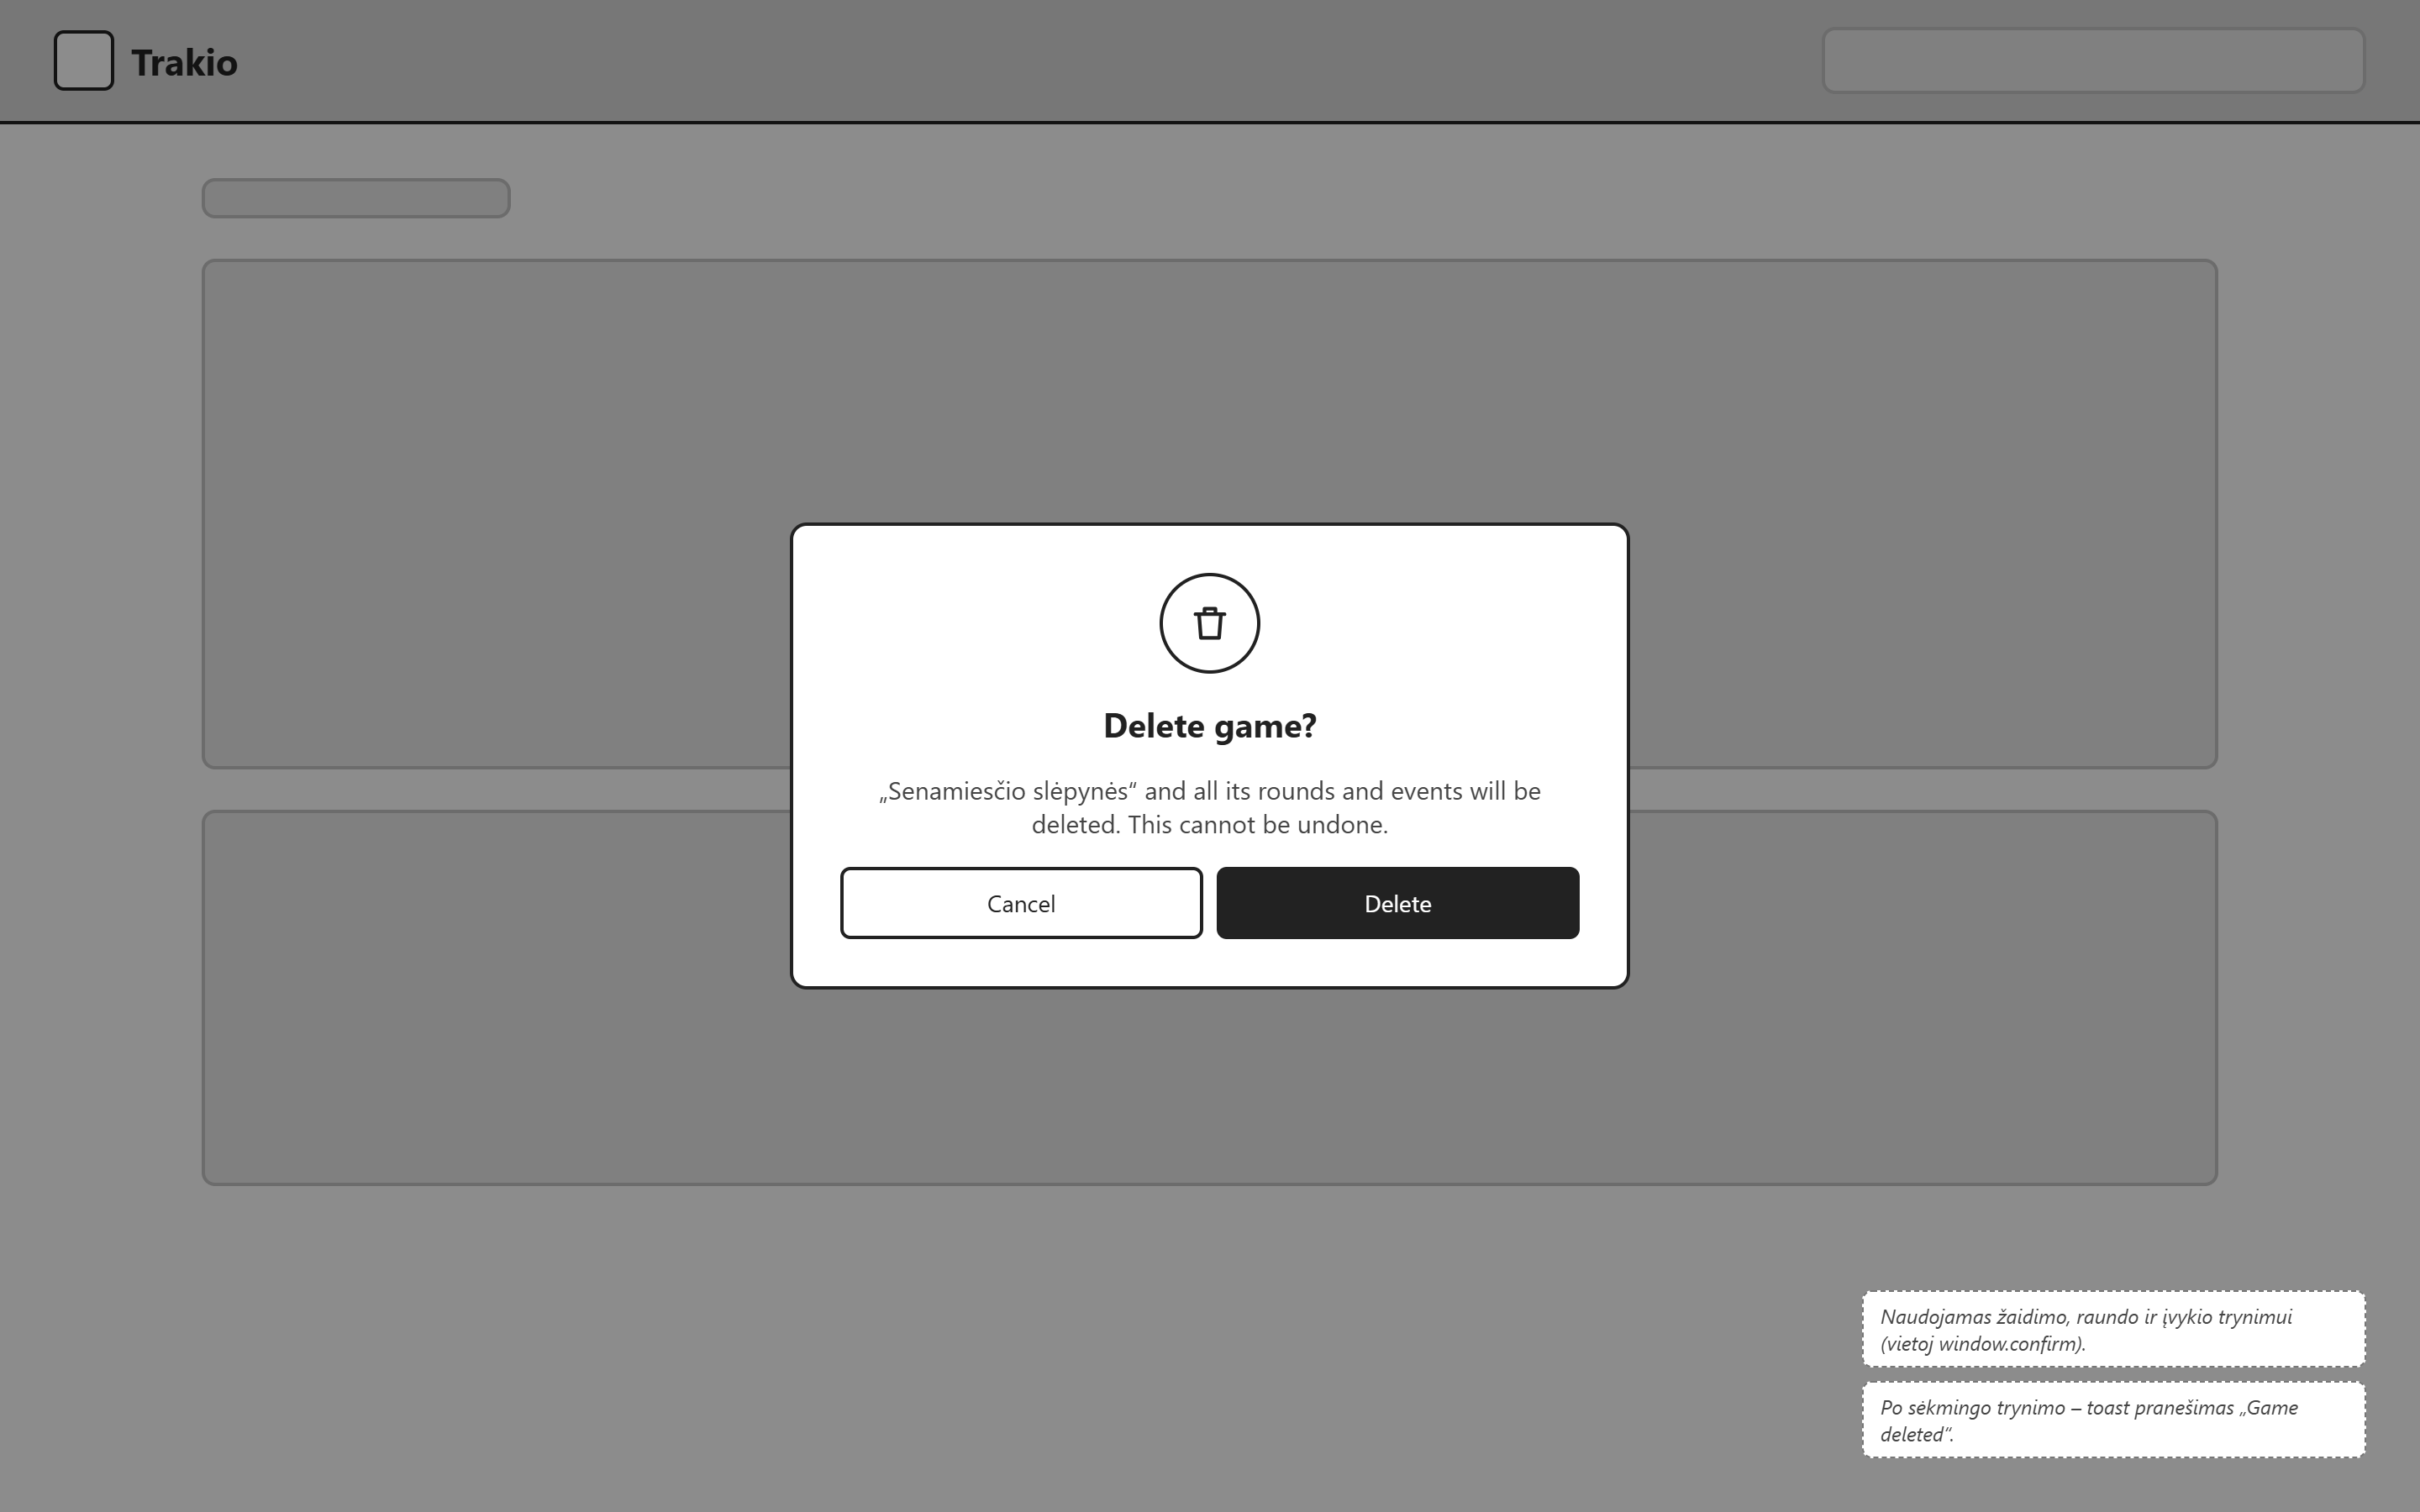 Trakio
Delete game?
„Senamiesčio slėpynės“ and all its rounds and events will be
deleted. This cannot be undone.
Cancel
Delete
Naudojamas žaidimo, raundo ir įvykio trynimui
(vietoj window.confirm).
Po sėkmingo trynimo – toast pranešimas „Game
deleted“.